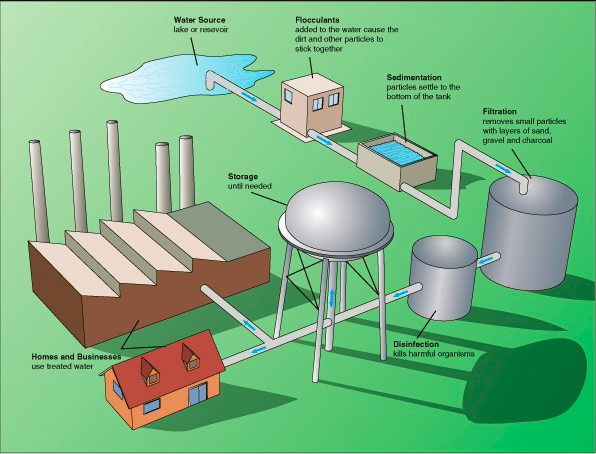 Water Source
lake or resevoir
Flocculants
added to the water cause the
dirt and other particles to
stick together
Sedimentation
particles settle to the
bottom of the tank
Filtration
removes small particles
with layers of sand,
gravel and charcoal
Storage
until needed
Disinfection
kills harmful organisms
Homes and Businesses
use treated water